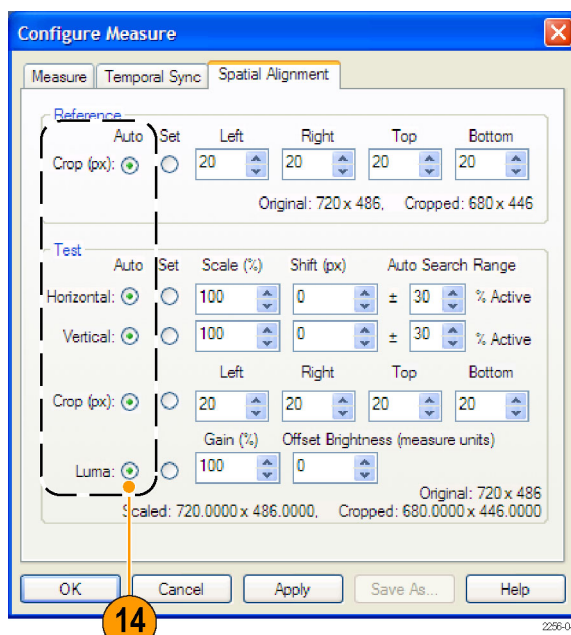 Configure Measure
Measure Temporal Sync Spatial Alignment
Reference
Auto Set Left Right Top Bottom
Crop (px): 20 20 20 20
Original: 720 x 486, Cropped: 680 x 446
Test
Auto Set Scale (%) Shift (px) Auto Search Range
Horizontal: 100 0 ± 30 % Active
Vertical: 100 0 ± 30 % Active
Left Right Top Bottom
Crop (px): 20 20 20 20
Gain (%) Offset Brightness (measure units)
Luma: 100 0
Original: 720 x 486
Scaled: 720.0000 x 486.0000, Cropped: 680.0000 x 446.0000
OK Cancel Apply Save As... Help
14